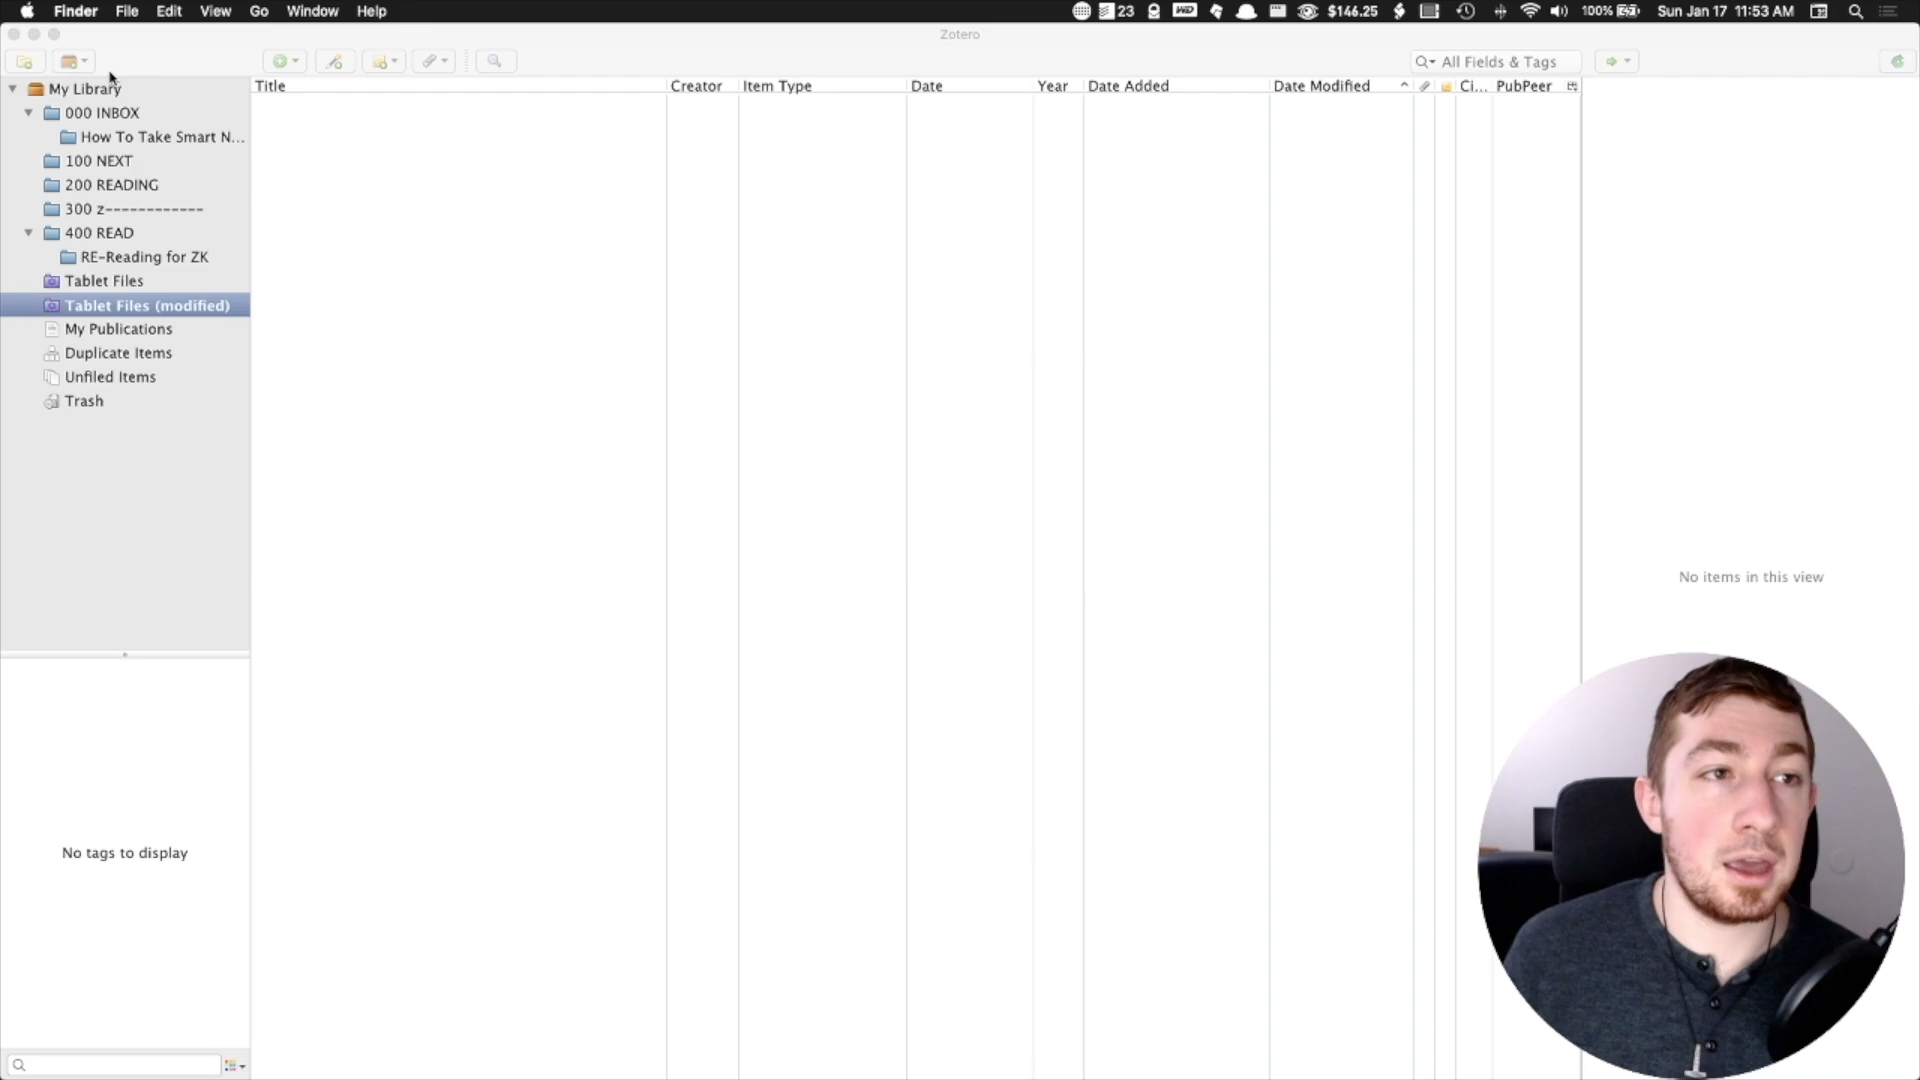 Finder File Edit View Go Window Help 23 WD $146.25 100% Sun Jan 17 11:53 AM
Zotero
All Fields & Tags
My Library
Title Creator Item Type Date Year Date Added Date Modified Ci... PubPeer
000 INBOX
How To Take Smart N...
100 NEXT
200 READING
300 z------------
400 READ
RE-Reading for ZK
Tablet Files
Tablet Files (modified)
My Publications
Duplicate Items
Unfiled Items
Trash
No items in this view
No tags to display